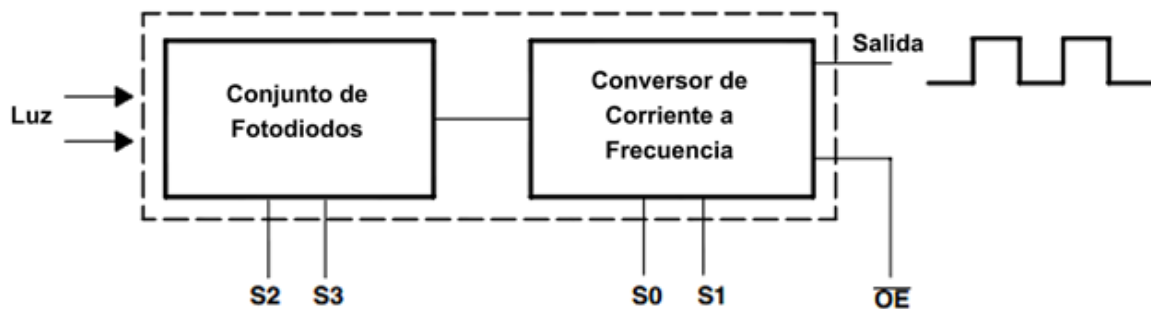 Luz
Conjunto de
Fotodiodos
Conversor de
Corriente a
Frecuencia
Salida
S2 S3 S0 S1 OE